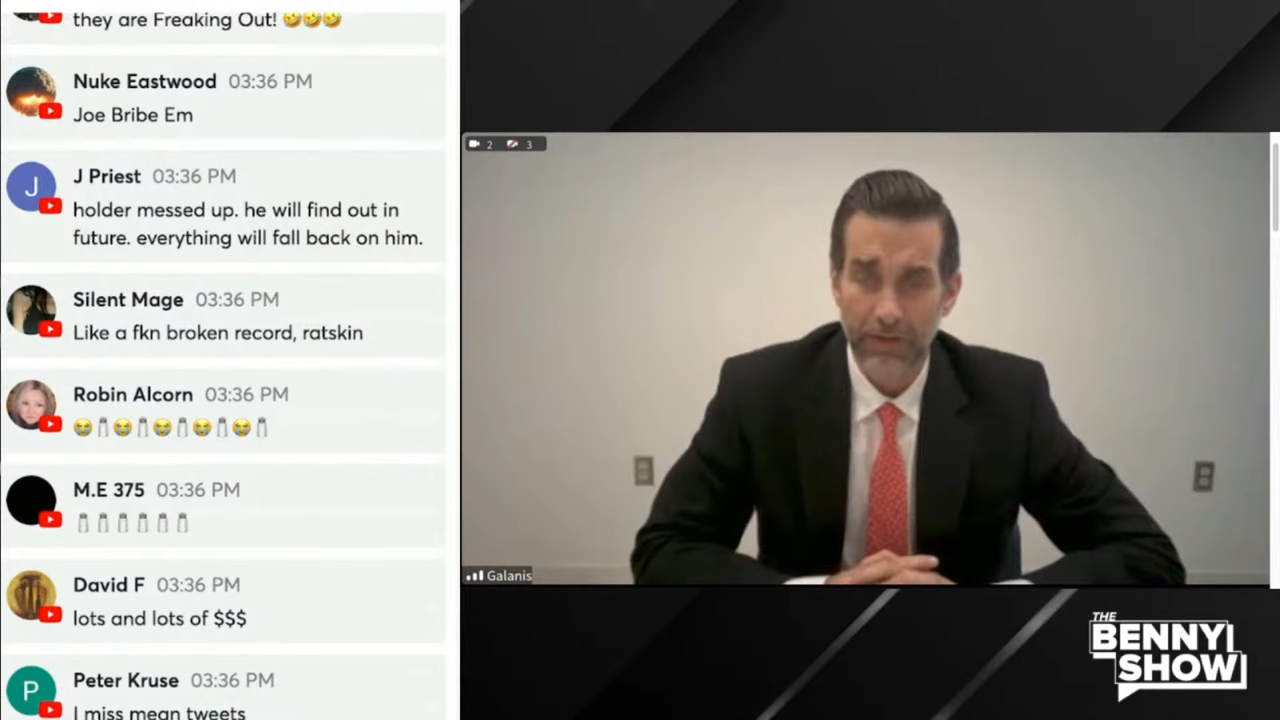 they are Freaking Out! 🤣🤣🤣
Nuke Eastwood 03:36 PM
Joe Bribe Em
J
J Priest 03:36 PM
holder messed up. he will find out in
future. everything will fall back on him.
Silent Mage 03:36 PM
Like a fkn broken record, ratskin
Robin Alcorn 03:36 PM
😭🧂😭🧂😭🧂😭🧂😭🧂
M.E 375 03:36 PM
🧂🧂🧂🧂🧂🧂
David F 03:36 PM
lots and lots of $$$
P
Peter Kruse 03:36 PM
I miss mean tweets
2 3
Galanis
THE
BENNY
SHOW